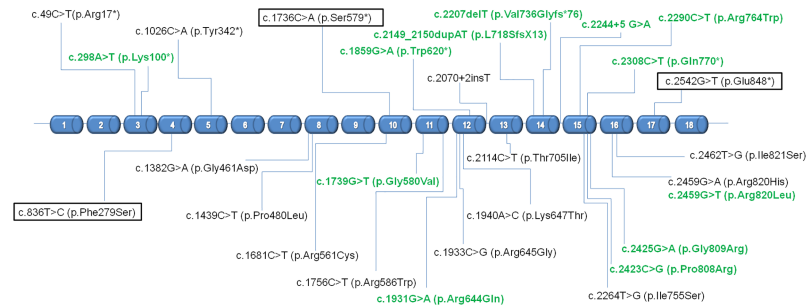 c.2207delT (p.Val736Glyfs*76)
c.49C>T(p.Arg17*)
c.1736C>A (p.Ser579*)
c.2290C>T (p.Arg764Trp)
c.2244+5 G>A
c.1026C>A (p.Tyr342*)
c.2149_2150dupAT (p.L718SfsX13)
c.1859G>A (p.Trp620*)
c.298A>T (p.Lys100*)
c.2308C>T (p.Gln770*)
c.2070+2insT
c.2542G>T (p.Glu848*)
1 2 3 4 5 6 7 8 9 10 11 12 13 14 15 16 17 18
c.2462T>G (p.Ile821Ser)
c.2114C>T (p.Thr705Ile)
c.1382G>A (p.Gly461Asp)
c.2459G>A (p.Arg820His)
c.1739G>T (p.Gly580Val)
c.2459G>T (p.Arg820Leu)
c.836T>C (p.Phe279Ser)
c.1439C>T (p.Pro480Leu)
c.1940A>C (p.Lys647Thr)
c.2425G>A (p.Gly809Arg)
c.1933C>G (p.Arg645Gly)
c.1681C>T (p.Arg561Cys)
c.2423C>G (p.Pro808Arg)
c.1756C>T (p.Arg586Trp)
c.2264T>G (p.Ile755Ser)
c.1931G>A (p.Arg644Gln)